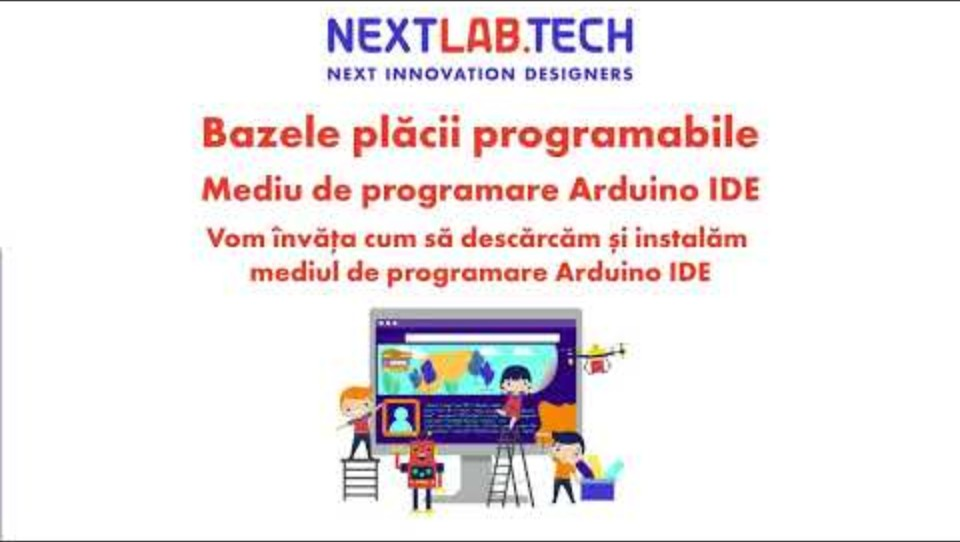 NEXTLAB.TECH
NEXT INNOVATION DESIGNERS
Bazele plăcii programabile
Mediu de programare Arduino IDE
Vom învăța cum să descărcăm și instalăm
mediul de programare Arduino IDE